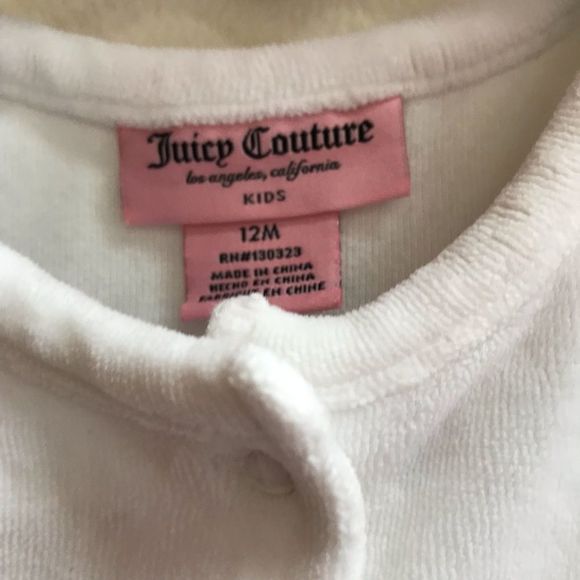 Juicy Couture
los angeles, california
KIDS
12M
RN#130323
MADE IN CHINA
HECHO EN CHINA
FABRIQUÉ EN CHINE